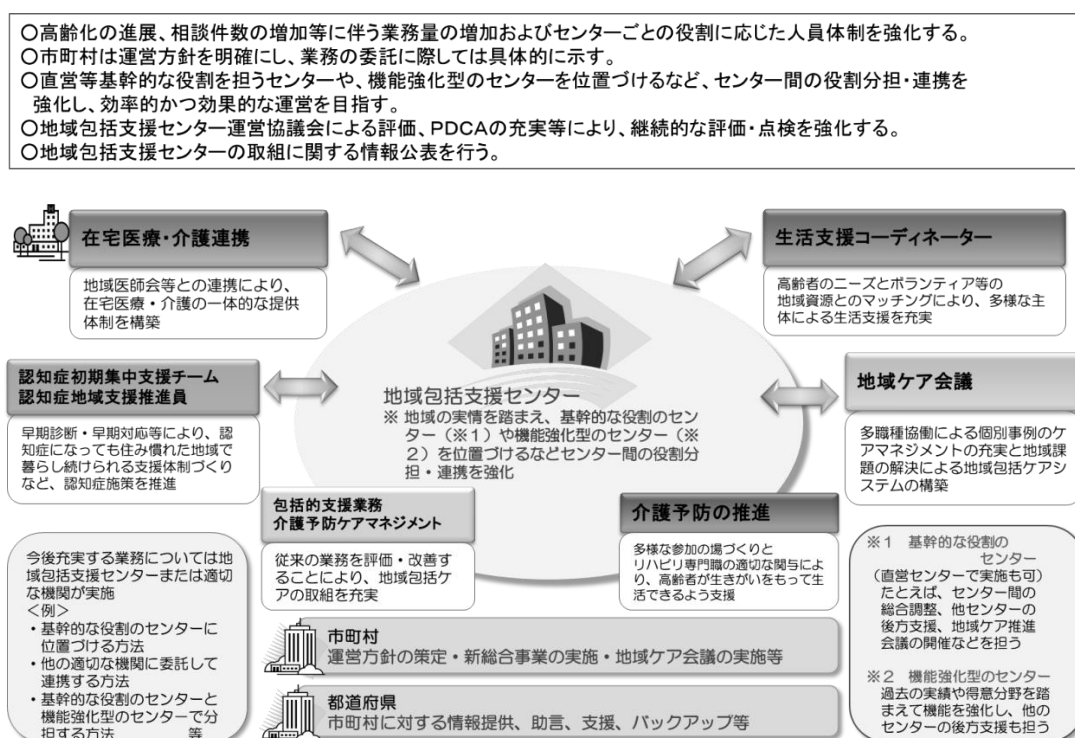 ○高齢化の進展、相談件数の増加等に伴う業務量の増加およびセンターごとの役割に応じた人員体制を強化する。
○市町村は運営方針を明確にし、業務の委託に際しては具体的に示す。
○直営等基幹的な役割を担うセンターや、機能強化型のセンターを位置づけるなど、センター間の役割分担・連携を
強化し、効率的かつ効果的な運営を目指す。
○地域包括支援センター運営協議会による評価、PDCAの充実等により、継続的な評価・点検を強化する。
○地域包括支援センターの取組に関する情報公表を行う。
在宅医療・介護連携
地域医師会等との連携により、
在宅医療・介護の一体的な提供
体制を構築
生活支援コーディネーター
高齢者のニーズとボランティア等の
地域資源とのマッチングにより、多様な主
体による生活支援を充実
認知症初期集中支援チーム
認知症地域支援推進員
早期診断・早期対応等により、認
知症になっても住み慣れた地域で
暮らし続けられる支援体制づくり
など、認知症施策を推進
地域包括支援センター
※ 地域の実情を踏まえ、基幹的な役割のセン
ター（※１）や機能強化型のセンター（※
２）を位置づけるなどセンター間の役割分
担・連携を強化
地域ケア会議
多職種協働による個別事例のケ
アマネジメントの充実と地域課
題の解決による地域包括ケアシ
ステムの構築
包括的支援業務
介護予防ケアマネジメント
従来の業務を評価・改善す
ることにより、地域包括ケ
アの取組を充実
介護予防の推進
多様な参加の場づくりと
リハビリ専門職の適切な関与によ
り、高齢者が生きがいをもって生
活できるよう支援
今後充実する業務については地
域包括支援センターまたは適切
な機関が実施
＜例＞
・基幹的な役割のセンターに
位置づける方法
・他の適切な機関に委託して
連携する方法
・基幹的な役割のセンターと
機能強化型のセンターで分
担する方法 等
市町村
運営方針の策定・新総合事業の実施・地域ケア会議の実施等
都道府県
市町村に対する情報提供、助言、支援、バックアップ等
※１ 基幹的な役割の
センター
（直営センターで実施も可）
たとえば、センター間の
総合調整、他センターの
後方支援、地域ケア推進
会議の開催などを担う
※２ 機能強化型のセンター
過去の実績や得意分野を踏
まえて機能を強化し、他の
センターの後方支援も担う